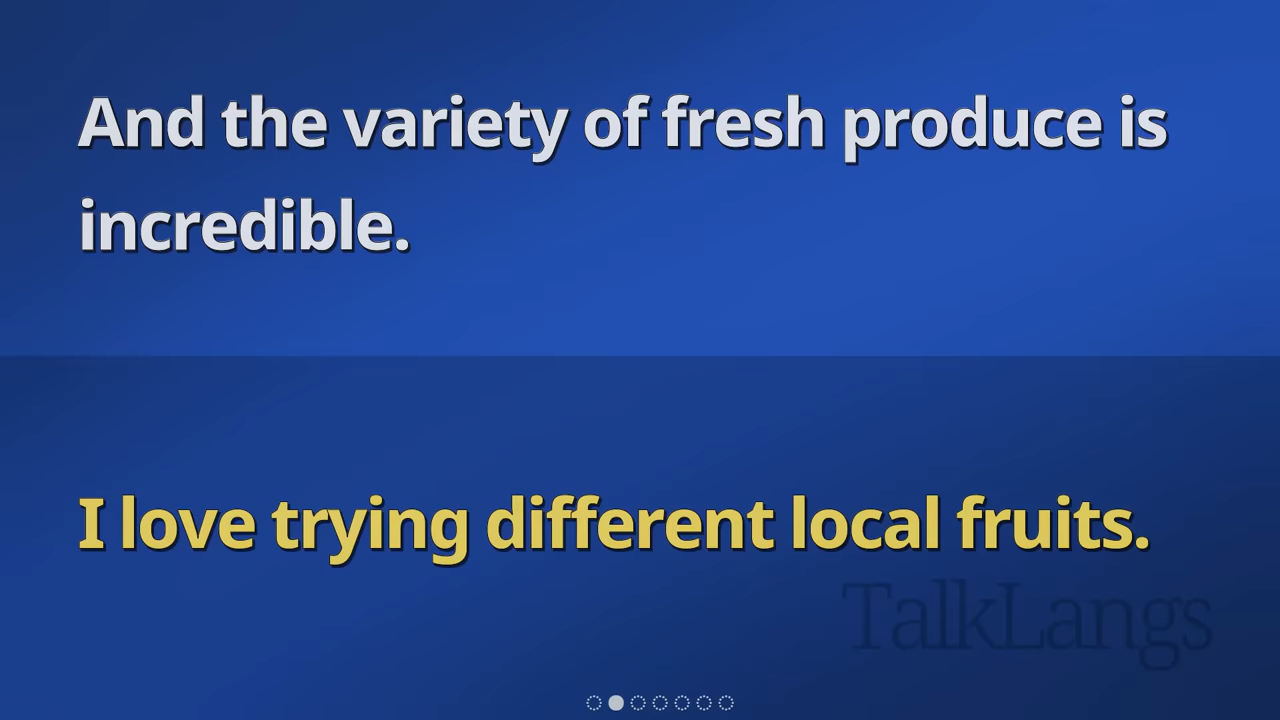 And the variety of fresh produce is
incredible.
I love trying different local fruits.
TalkLangs